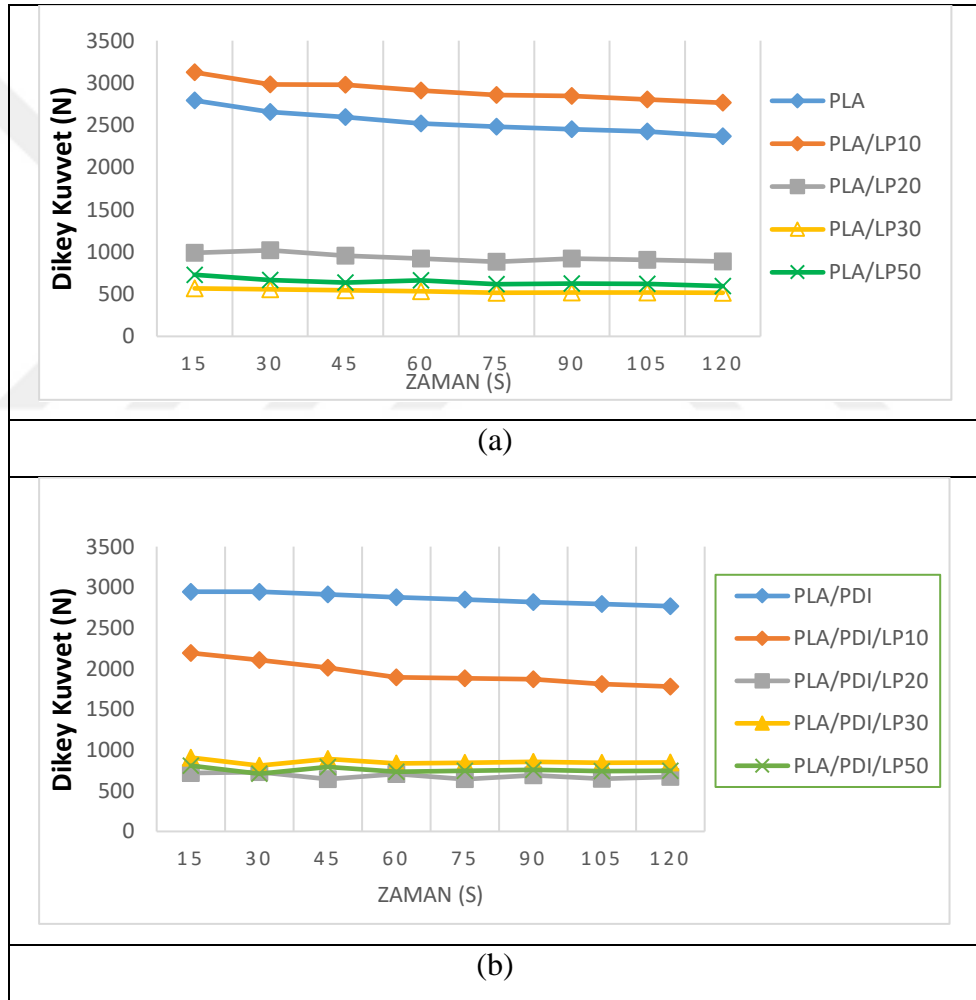 3500
3000
2500
2000
1500
1000
500
0
Dikey Kuvvet (N)
15 30 45 60 75 90 105 120
ZAMAN (S)
PLA
PLA/LP10
PLA/LP20
PLA/LP30
PLA/LP50
(a)
3500
3000
2500
2000
1500
1000
500
0
Dikey Kuvvet (N)
15 30 45 60 75 90 105 120
ZAMAN (S)
PLA/PDI
PLA/PDI/LP10
PLA/PDI/LP20
PLA/PDI/LP30
PLA/PDI/LP50
(b)